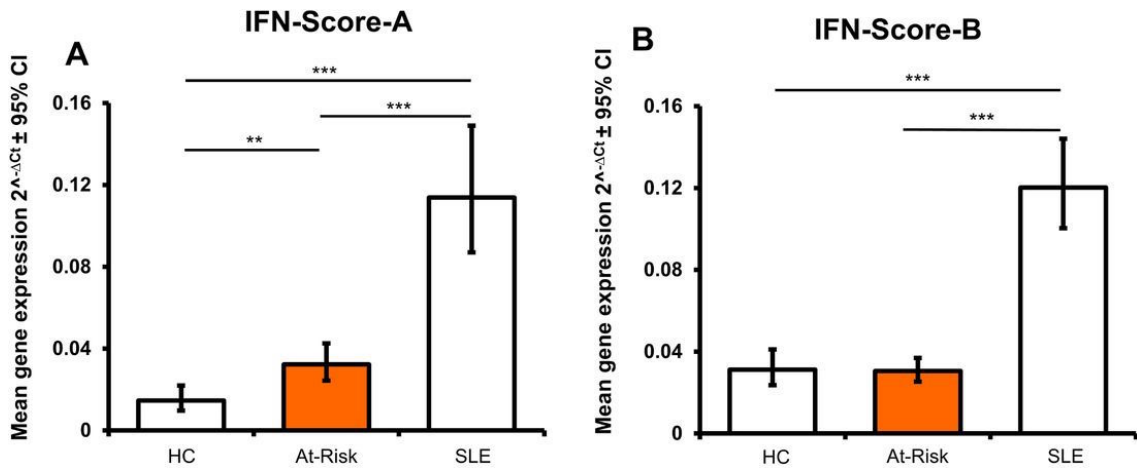 IFN-Score-A
A
Mean gene expression 2^-ΔCt ± 95% CI
***
***
**
0.16
0.12
0.08
0.04
0
HC At-Risk SLE
IFN-Score-B
B
Mean gene expression 2^-ΔCt ± 95% CI
***
***
0.16
0.12
0.08
0.04
0
HC At-Risk SLE